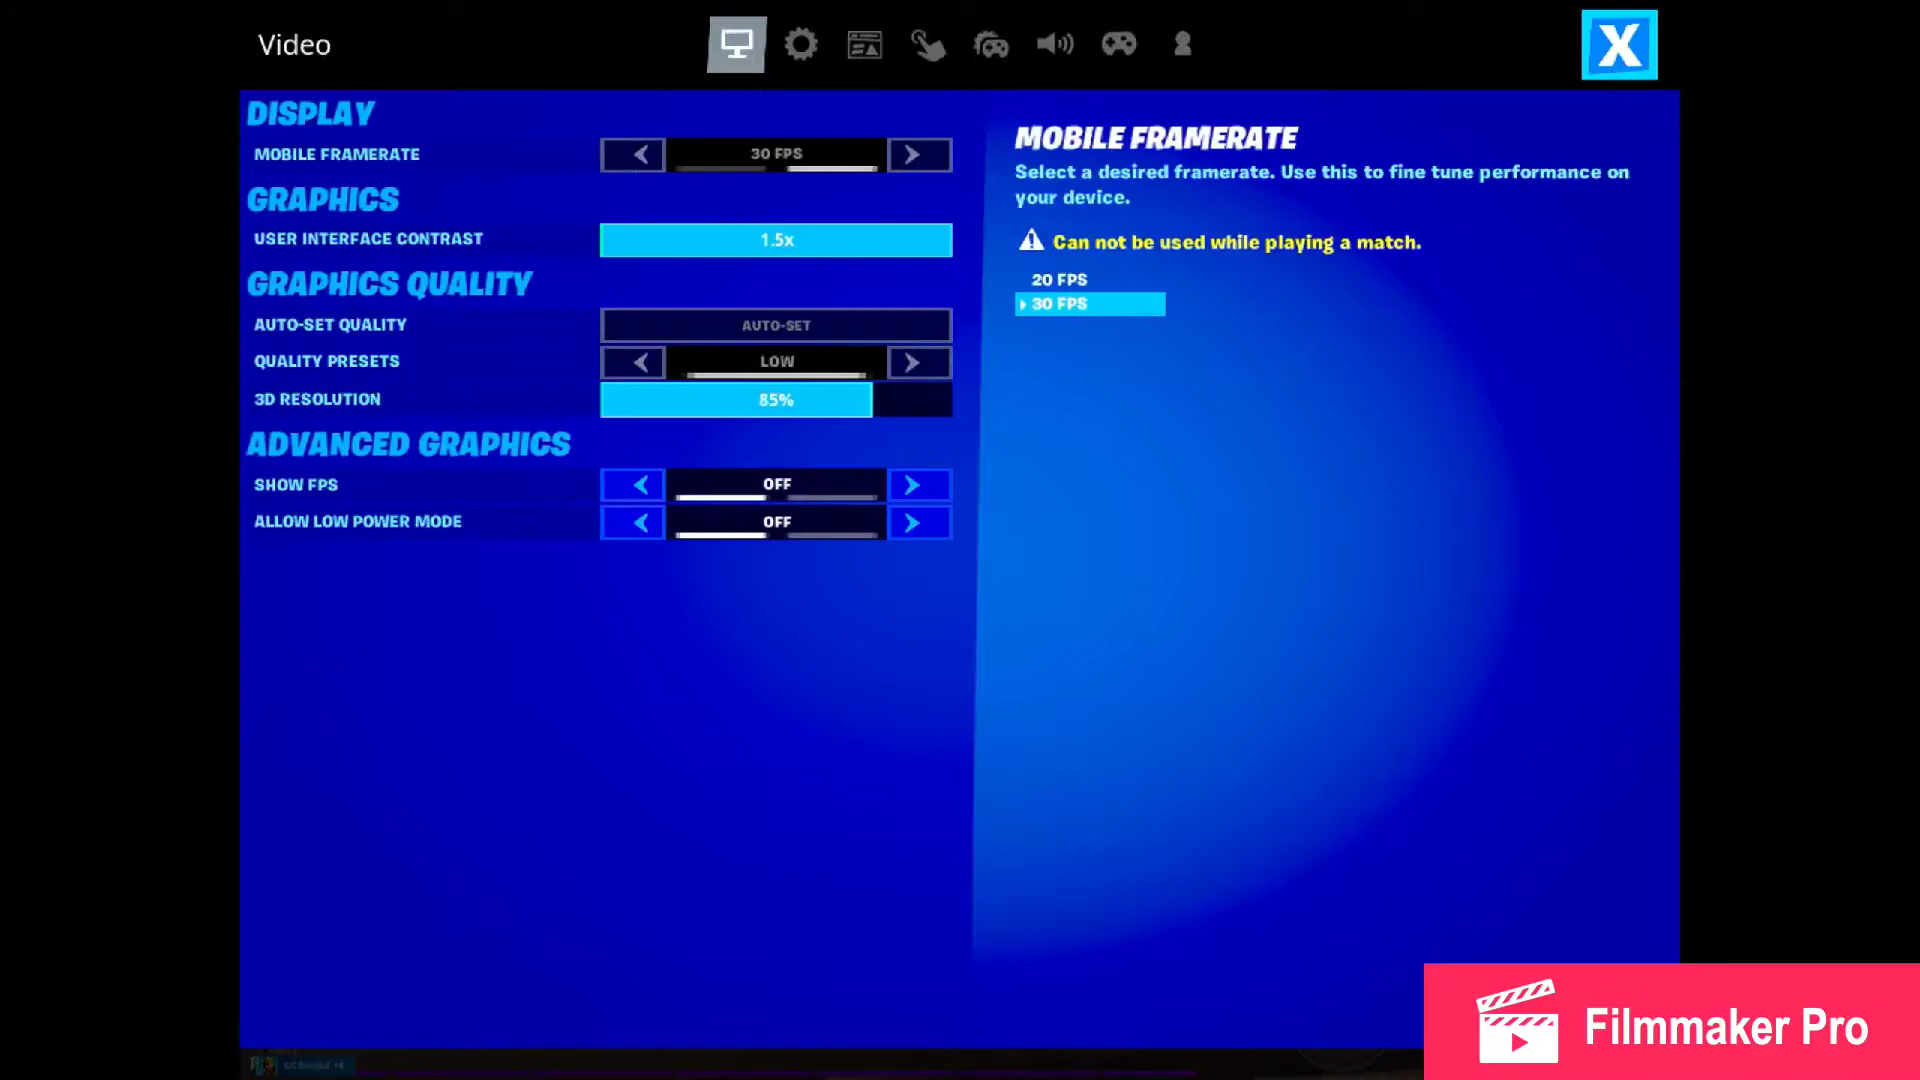 Video
X
DISPLAY
MOBILE FRAMERATE
30 FPS
GRAPHICS
USER INTERFACE CONTRAST
1.5x
GRAPHICS QUALITY
AUTO-SET QUALITY
AUTO-SET
QUALITY PRESETS
LOW
3D RESOLUTION
85%
ADVANCED GRAPHICS
SHOW FPS
OFF
ALLOW LOW POWER MODE
OFF
MOBILE FRAMERATE
Select a desired framerate. Use this to fine tune performance on
your device.
Can not be used while playing a match.
20 FPS
30 FPS
Filmmaker Pro